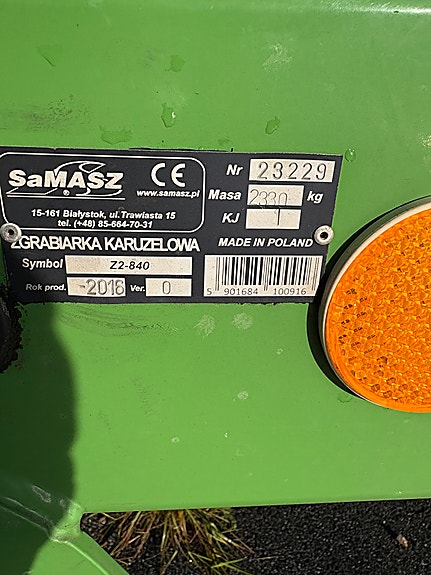 SaMASZ ®
CE
www.samasz.pl
15-161 Białystok, ul.Trawiasta 15
tel. (+48) 85-664-70-31
Nr 23229
Masa 2330 kg
KJ 1
ZGRABIARKA KARUZELOWA
MADE IN POLAND
Symbol Z2-840
Rok prod. 2018 Ver. 0
5 901684 100916